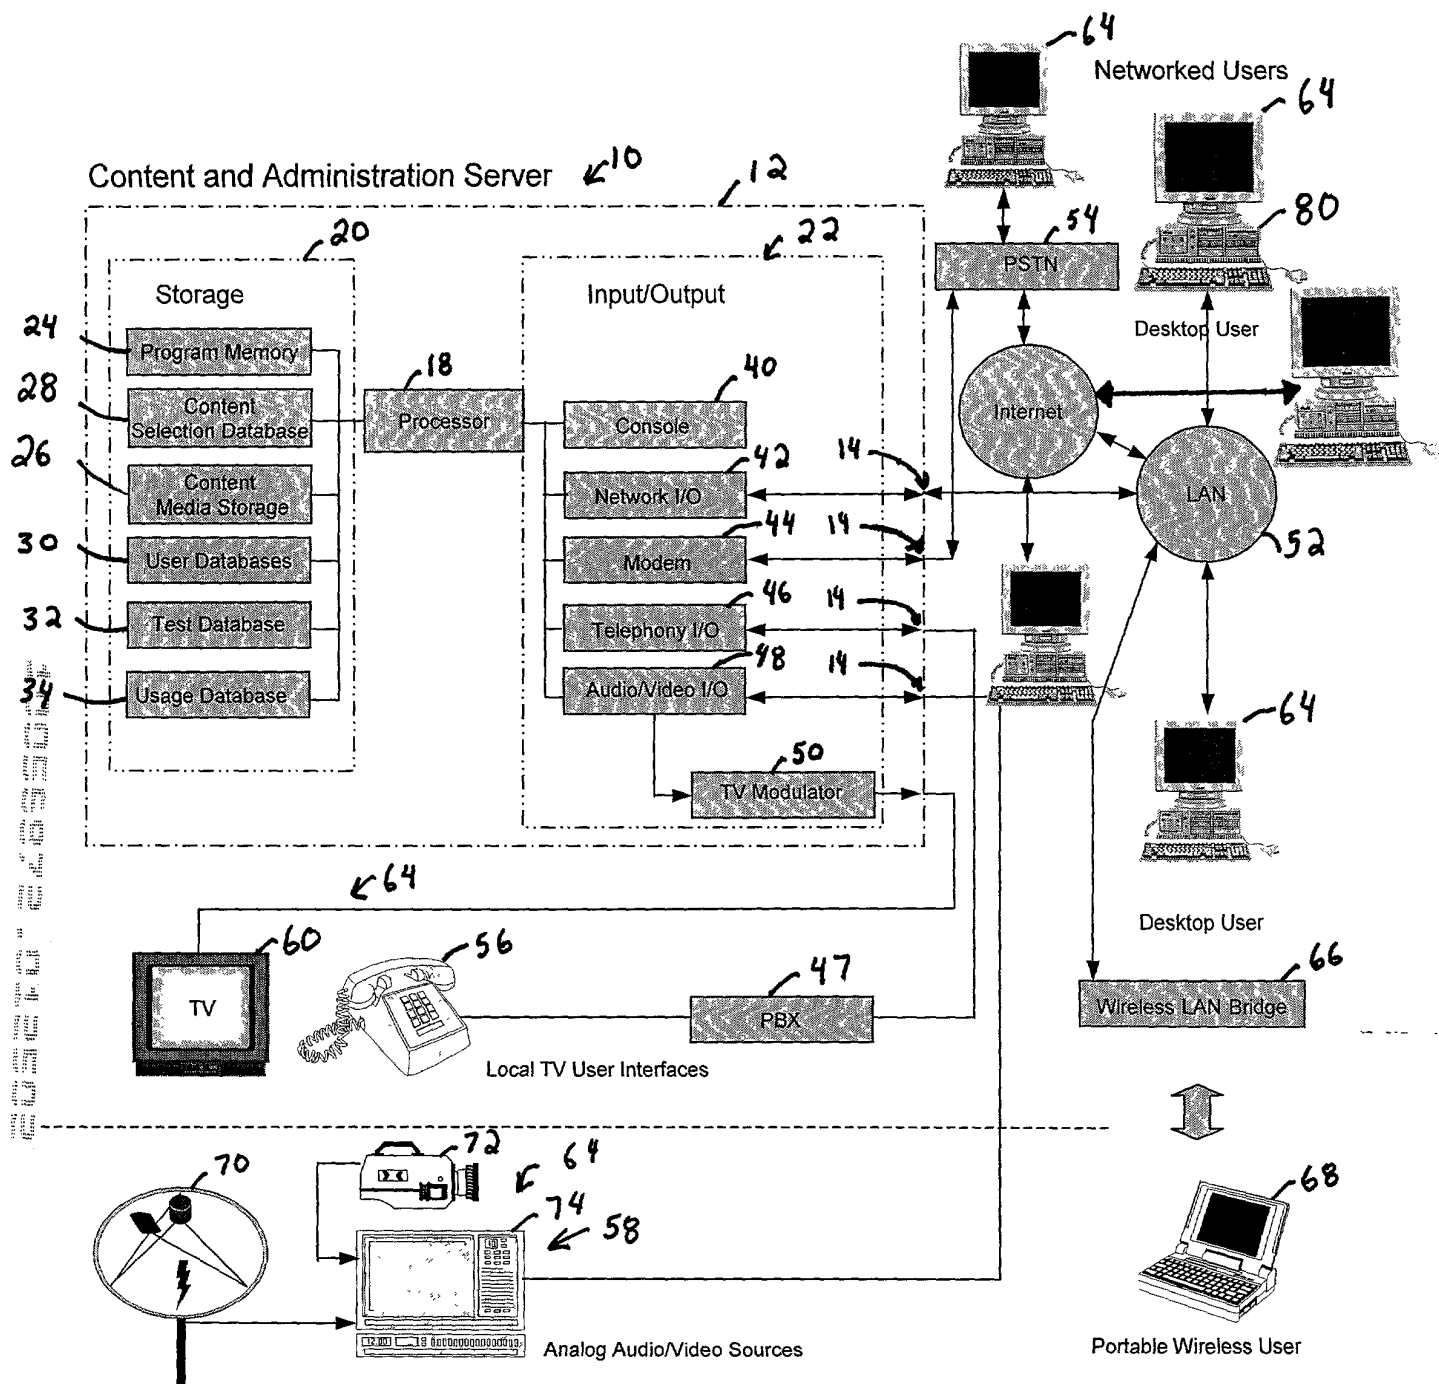 64
Networked Users
64
Content and Administration Server
10
12
80
20
22
54
PSTN
Storage
Input/Output
Desktop User
24
Program Memory
18
40
28
Content
Selection Database
Processor
Console
Internet
26
Content
Media Storage
42
Network I/O
14
LAN
30
User Databases
44
Modem
14
52
32
Test Database
46
Telephony I/O
14
34
Usage Database
48
Audio/Video I/O
14
64
50
TV Modulator
64
Desktop User
60
TV
56
47
PBX
66
Wireless LAN Bridge
Local TV User Interfaces
70
72
64
74
58
68
12:00
Analog Audio/Video Sources
Portable Wireless User